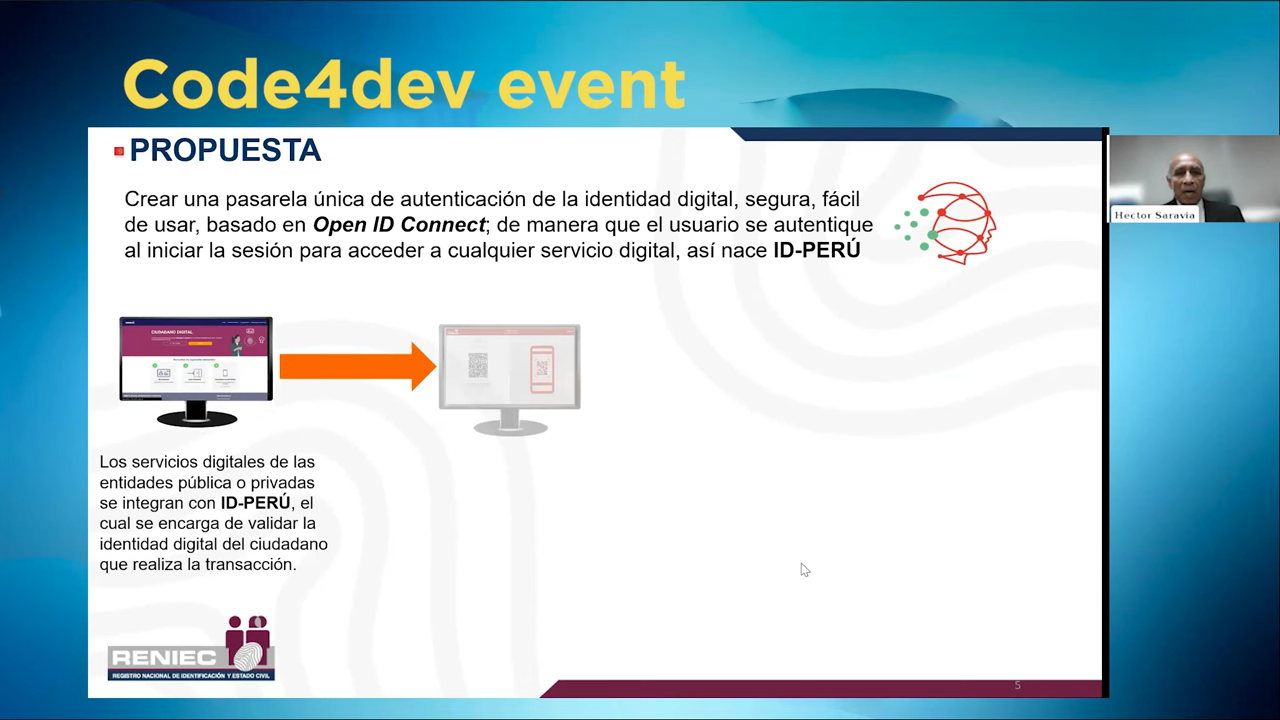 Code4dev event
PROPUESTA
Crear una pasarela única de autenticación de la identidad digital, segura, fácil
de usar, basado en Open ID Connect; de manera que el usuario se autentique
al iniciar la sesión para acceder a cualquier servicio digital, así nace ID-PERÚ
Hector Saravia
CIUDADANO DIGITAL
Los servicios digitales de las
entidades pública o privadas
se integran con ID-PERÚ, el
cual se encarga de validar la
identidad digital del ciudadano
que realiza la transacción.
RENIEC
REGISTRO NACIONAL DE IDENTIFICACIÓN Y ESTADO CIVIL
5